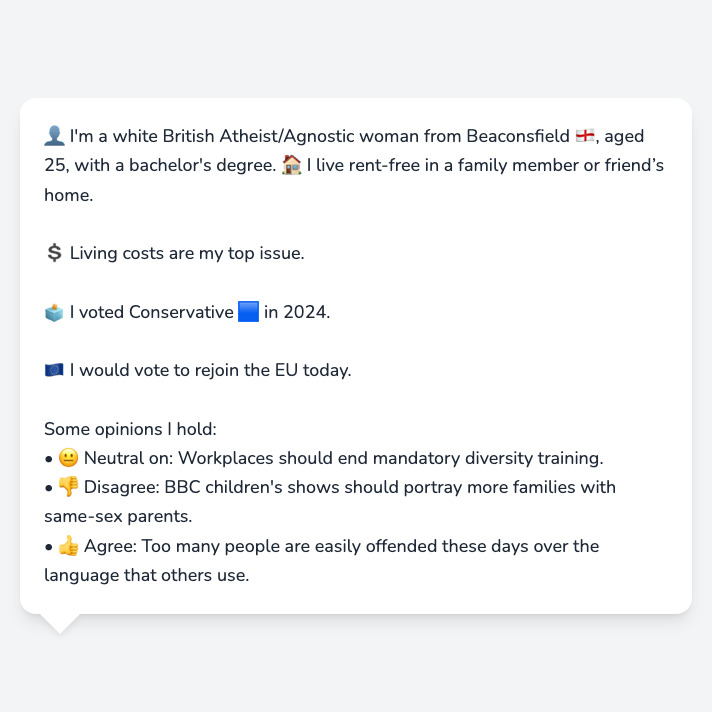 👤 I'm a white British Atheist/Agnostic woman from Beaconsfield 🏴󠁧󠁢󠁥󠁮󠁧󠁿, aged
25, with a bachelor's degree. 🏠 I live rent-free in a family member or friend’s
home.
💲 Living costs are my top issue.
🗳️ I voted Conservative 🟦 in 2024.
🇪🇺 I would vote to rejoin the EU today.
Some opinions I hold:
• 😐 Neutral on: Workplaces should end mandatory diversity training.
• 👎 Disagree: BBC children's shows should portray more families with
same-sex parents.
• 👍 Agree: Too many people are easily offended these days over the
language that others use.